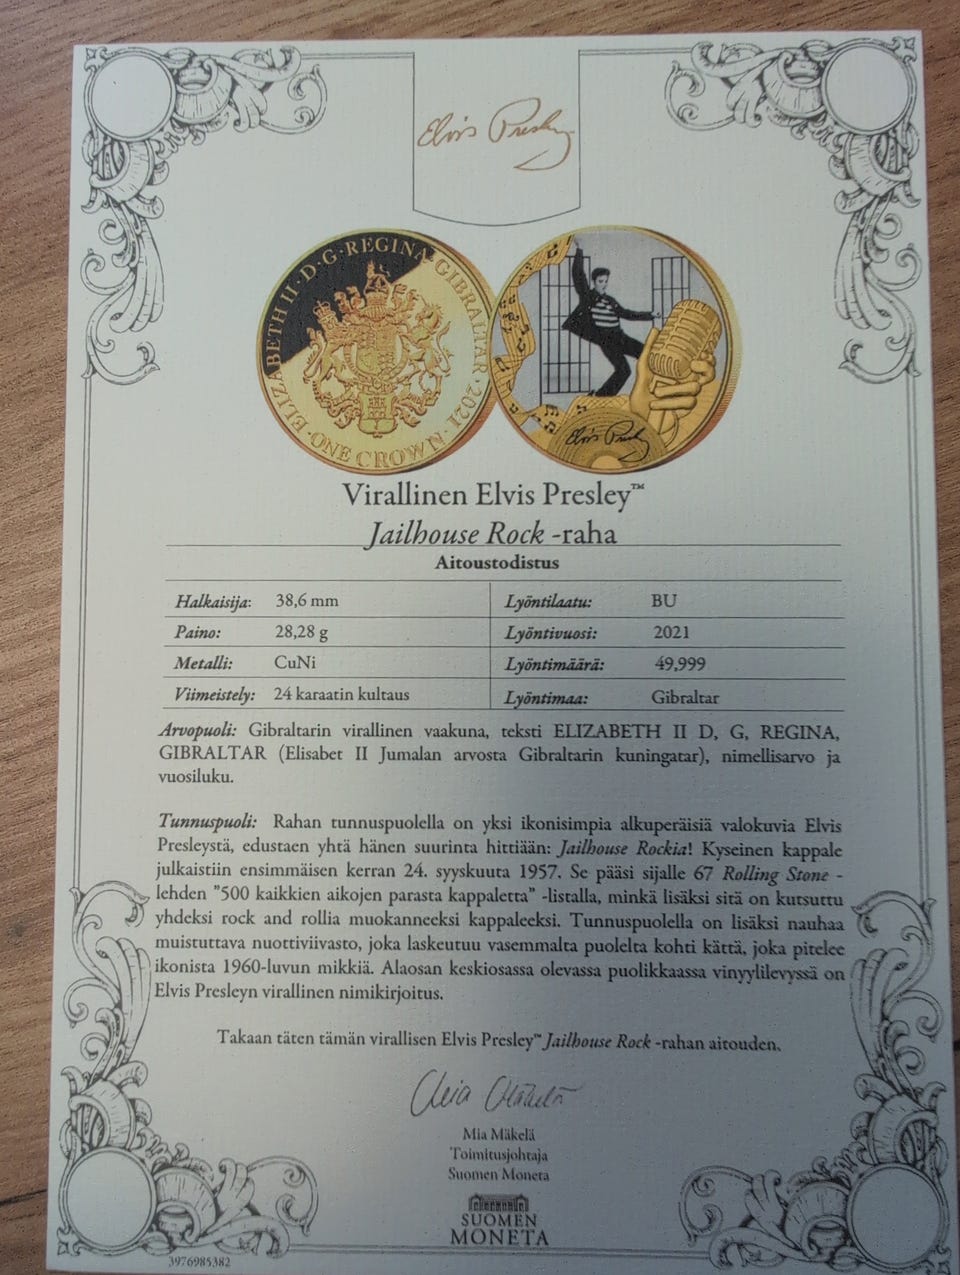 Elvis Presley
ELIZABETH II · D · G · REGINA · GIBRALTAR · 2021 · ONE CROWN ·
Elvis Presley
Virallinen Elvis Presley™
Jailhouse Rock -raha
Aitoustodistus
Halkaisija: 38,6 mm Lyöntilaatu: BU
Paino: 28,28 g Lyöntivuosi: 2021
Metalli: CuNi Lyöntimäärä: 49,999
Viimeistely: 24 karaatin kultaus Lyöntimaa: Gibraltar
Arvopuoli: Gibraltarin virallinen vaakuna, teksti ELIZABETH II D, G, REGINA,
GIBRALTAR (Elisabet II Jumalan arvosta Gibraltarin kuningatar), nimellisarvo ja
vuosiluku.
Tunnuspuoli: Rahan tunnuspuolella on yksi ikonisimpia alkuperäisiä valokuvia Elvis
Presleystä, edustaen yhtä hänen suurinta hittiään: Jailhouse Rockia! Kyseinen kappale
julkaistiin ensimmäisen kerran 24. syyskuuta 1957. Se pääsi sijalle 67 Rolling Stone -
lehden ”500 kaikkien aikojen parasta kappaletta” -listalla, minkä lisäksi sitä on kutsuttu
yhdeksi rock and rollia muokanneeksi kappaleeksi. Tunnuspuolella on lisäksi nauhaa
muistuttava nuottiviivasto, joka laskeutuu vasemmalta puolelta kohti kättä, joka pitelee
ikonista 1960-luvun mikkiä. Alaosan keskiosassa olevassa puolikkaassa vinyylilevyssä on
Elvis Presleyn virallinen nimikirjoitus.
Takaan täten tämän virallisen Elvis Presley™ Jailhouse Rock -rahan aitouden.
Mia Mäkelä
Toimitusjohtaja
Suomen Moneta
SUOMEN
MONETA
3976985382